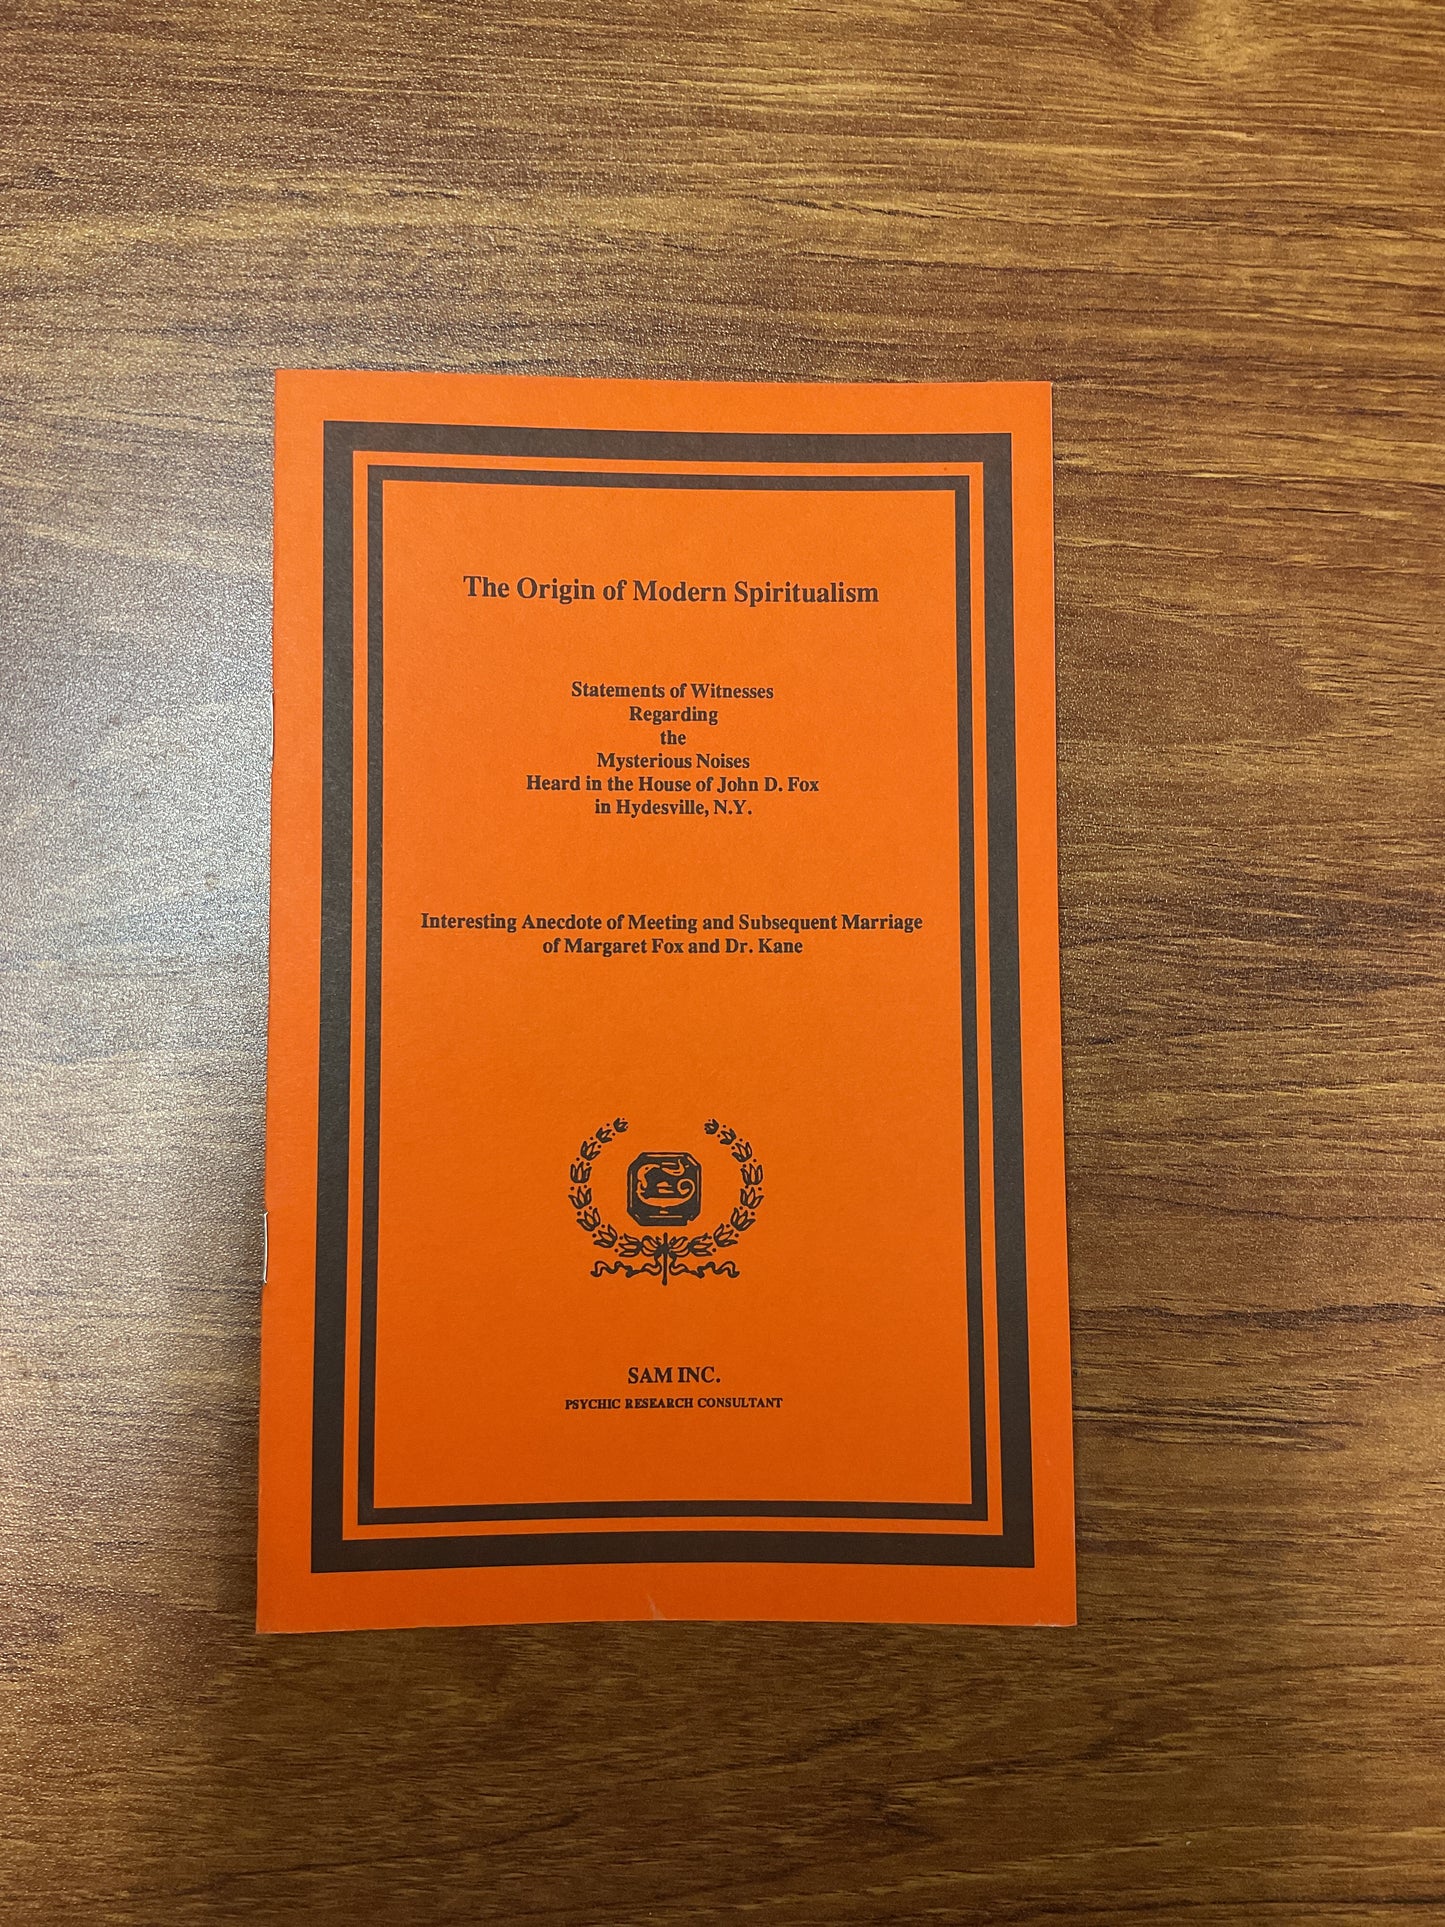 The Origin of Modern Spiritualism
Statements of Witnesses
Regarding
the
Mysterious Noises
Heard in the House of John D. Fox
in Hydesville, N.Y.
Interesting Anecdote of Meeting and Subsequent Marriage
of Margaret Fox and Dr. Kane
SAM INC.
PSYCHIC RESEARCH CONSULTANT